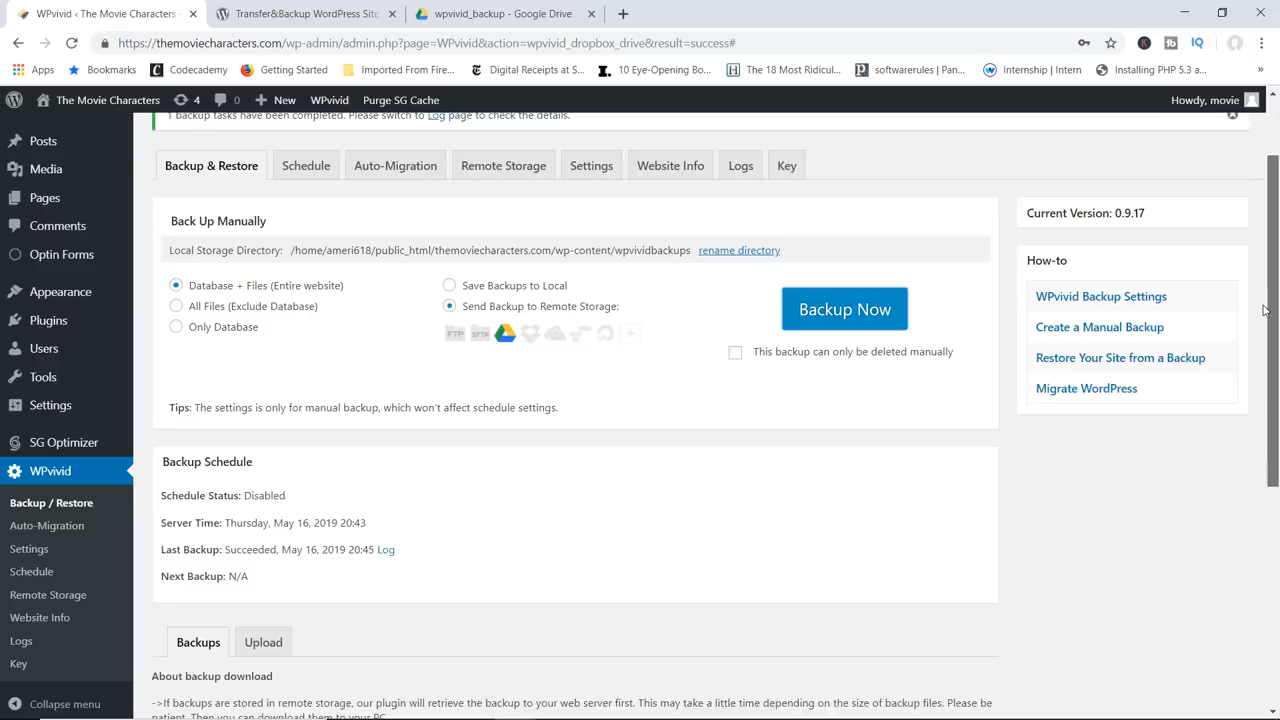 WPvivid ‹ The Movie Characters - × Transfer&Backup WordPress Site × wpvivid_backup - Google Drive ×
https://themoviecharacters.com/wp-admin/admin.php?page=WPvivid&action=wpvivid_dropbox_drive&result=success#
Apps Bookmarks Codecademy Getting Started Imported From Fire... Digital Receipts at S... 10 Eye-Opening Bo... The 18 Most Ridicul... softwarerules | Pan... Internship | Intern Installing PHP 5.3 a... »
The Movie Characters 4 0 New WPvivid Purge SG Cache Howdy, movie
1 backup tasks have been completed. Please switch to Log page to check the details.
Posts
Media
Pages
Comments
Optin Forms
Appearance
Plugins
Users
Tools
Settings
SG Optimizer
WPvivid
Backup / Restore
Auto-Migration
Settings
Schedule
Remote Storage
Website Info
Logs
Key
Collapse menu
Backup & Restore Schedule Auto-Migration Remote Storage Settings Website Info Logs Key
Back Up Manually
Local Storage Directory: /home/ameri618/public_html/themoviecharacters.com/wp-content/wpvividbackups rename directory
Database + Files (Entire website)
All Files (Exclude Database)
Only Database
Save Backups to Local
Send Backup to Remote Storage:
FTP SFTP
Backup Now
This backup can only be deleted manually
Tips: The settings is only for manual backup, which won't affect schedule settings.
Backup Schedule
Schedule Status: Disabled
Server Time: Thursday, May 16, 2019 20:43
Last Backup: Succeeded, May 16, 2019 20:45 Log
Next Backup: N/A
Backups Upload
About backup download
->If backups are stored in remote storage, our plugin will retrieve the backup to your web server first. This may take a little time depending on the size of backup files. Please be
patient. Then you can download them to your PC.
Current Version: 0.9.17
How-to
WPvivid Backup Settings
Create a Manual Backup
Restore Your Site from a Backup
Migrate WordPress